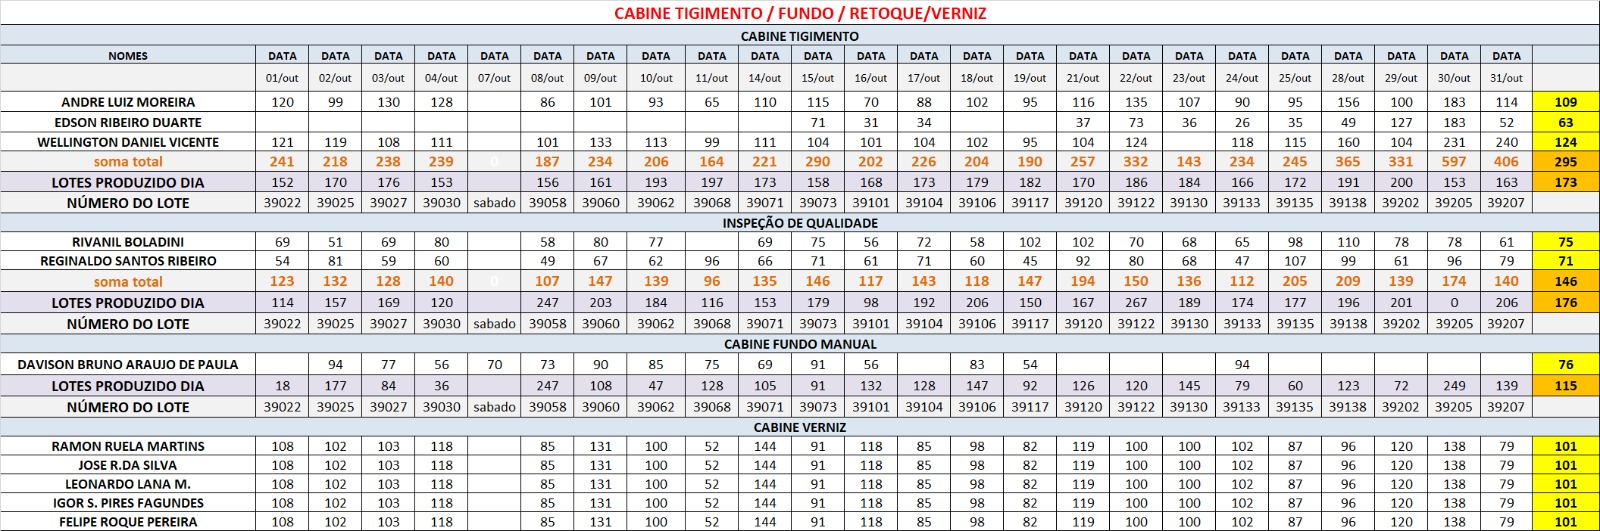 CABINE TIGIMENTO / FUNDO / RETOQUE/VERNIZ
CABINE TIGIMENTO
NOMES DATA DATA DATA DATA DATA DATA DATA DATA DATA DATA DATA DATA DATA DATA DATA DATA DATA DATA DATA DATA DATA DATA DATA DATA
01/out 02/out 03/out 04/out 07/out 08/out 09/out 10/out 11/out 14/out 15/out 16/out 17/out 18/out 19/out 21/out 22/out 23/out 24/out 25/out 28/out 29/out 30/out 31/out
ANDRE LUIZ MOREIRA 120 99 130 128 86 101 93 65 110 115 70 88 102 95 116 135 107 90 95 156 100 183 114 109
EDSON RIBEIRO DUARTE 71 31 34 37 73 36 26 35 49 127 183 52 63
WELLINGTON DANIEL VICENTE 121 119 108 111 101 133 113 99 111 104 101 104 102 95 104 124 118 115 160 104 231 240 124
soma total 241 218 238 239 0 187 234 206 164 221 290 202 226 204 190 257 332 143 234 245 365 331 597 406 295
LOTES PRODUZIDO DIA 152 170 176 153 156 161 193 197 173 158 168 173 179 182 170 186 184 166 172 191 200 153 163 173
NÚMERO DO LOTE 39022 39025 39027 39030 sabado 39058 39060 39062 39068 39071 39073 39101 39104 39106 39117 39120 39122 39130 39133 39135 39138 39202 39205 39207
INSPEÇÃO DE QUALIDADE
RIVANIL BOLADINI 69 51 69 80 58 80 77 69 75 56 72 58 102 102 70 68 65 98 110 78 78 61 75
REGINALDO SANTOS RIBEIRO 54 81 59 60 49 67 62 96 66 71 61 71 60 45 92 80 68 47 107 99 61 96 79 71
soma total 123 132 128 140 0 107 147 139 96 135 146 117 143 118 147 194 150 136 112 205 209 139 174 140 146
LOTES PRODUZIDO DIA 114 157 169 120 247 203 184 116 153 179 98 192 206 150 167 267 189 174 177 196 201 0 206 176
NÚMERO DO LOTE 39022 39025 39027 39030 sabado 39058 39060 39062 39068 39071 39073 39101 39104 39106 39117 39120 39122 39130 39133 39135 39138 39202 39205 39207
CABINE FUNDO MANUAL
DAVISON BRUNO ARAUJO DE PAULA 94 77 56 70 73 90 85 75 69 91 56 83 54 94 76
LOTES PRODUZIDO DIA 18 177 84 36 247 108 47 128 105 91 132 128 147 92 126 120 145 79 60 123 72 249 139 115
NÚMERO DO LOTE 39022 39025 39027 39030 sabado 39058 39060 39062 39068 39071 39073 39101 39104 39106 39117 39120 39122 39130 39133 39135 39138 39202 39205 39207
CABINE VERNIZ
RAMON RUELA MARTINS 108 102 103 118 85 131 100 52 144 91 118 85 98 82 119 100 100 102 87 96 120 138 79 101
JOSE R.DA SILVA 108 102 103 118 85 131 100 52 144 91 118 85 98 82 119 100 100 102 87 96 120 138 79 101
LEONARDO LANA M. 108 102 103 118 85 131 100 52 144 91 118 85 98 82 119 100 100 102 87 96 120 138 79 101
IGOR S. PIRES FAGUNDES 108 102 103 118 85 131 100 52 144 91 118 85 98 82 119 100 100 102 87 96 120 138 79 101
FELIPE ROQUE PEREIRA 108 102 103 118 85 131 100 52 144 91 118 85 98 82 119 100 100 102 87 96 120 138 79 101